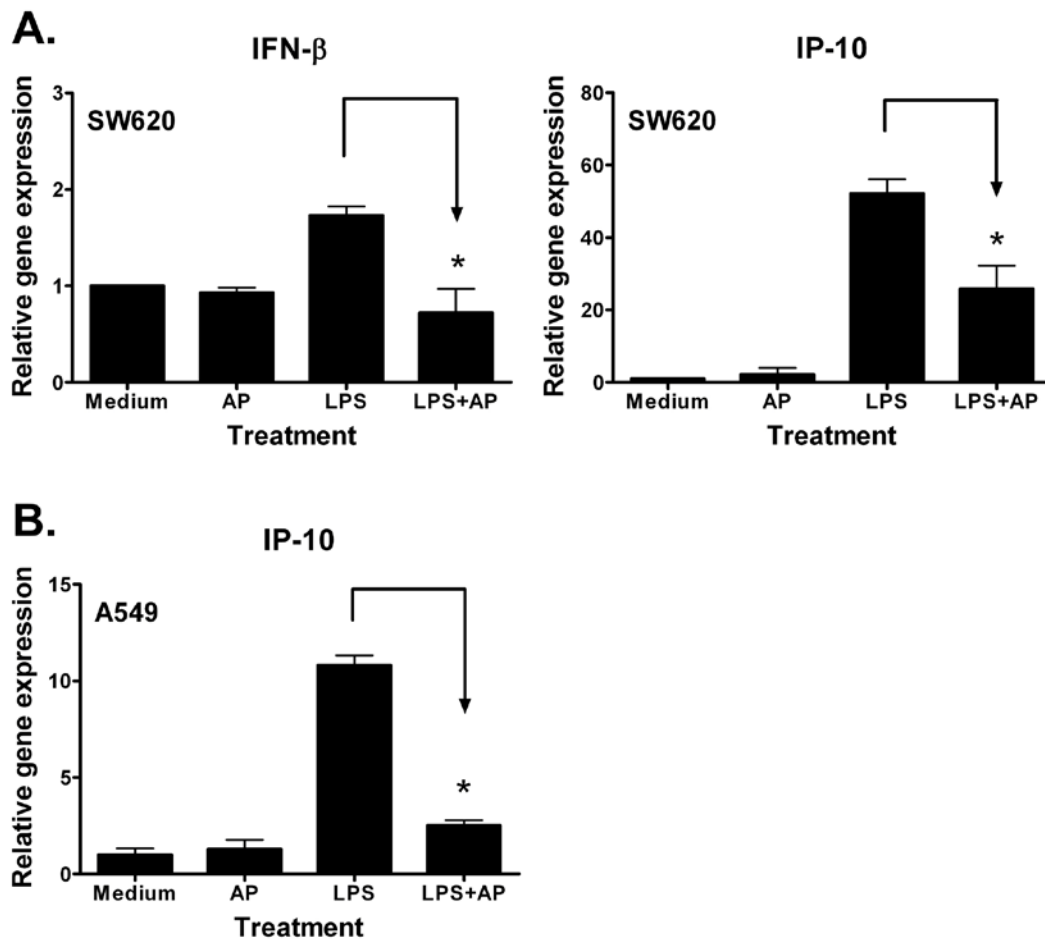 A.
IFN-β
Relative gene expression
3
2
1
0
SW620
*
Medium AP LPS LPS+AP
Treatment
IP-10
Relative gene expression
80
60
40
20
0
SW620
*
Medium AP LPS LPS+AP
Treatment
B.
IP-10
Relative gene expression
15
10
5
0
A549
*
Medium AP LPS LPS+AP
Treatment